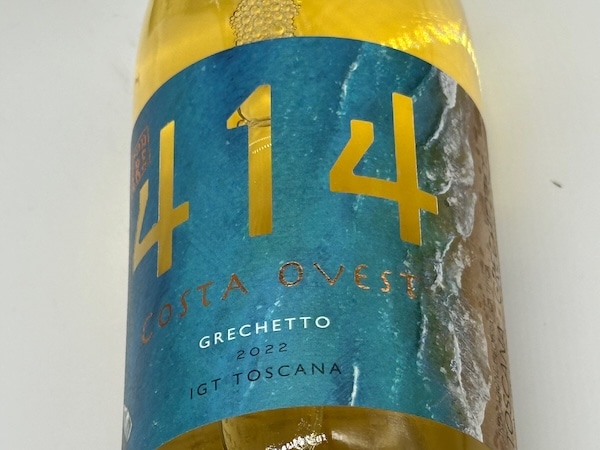 414
COSTA OVEST
GRECHETTO
2022
IGT TOSCANA